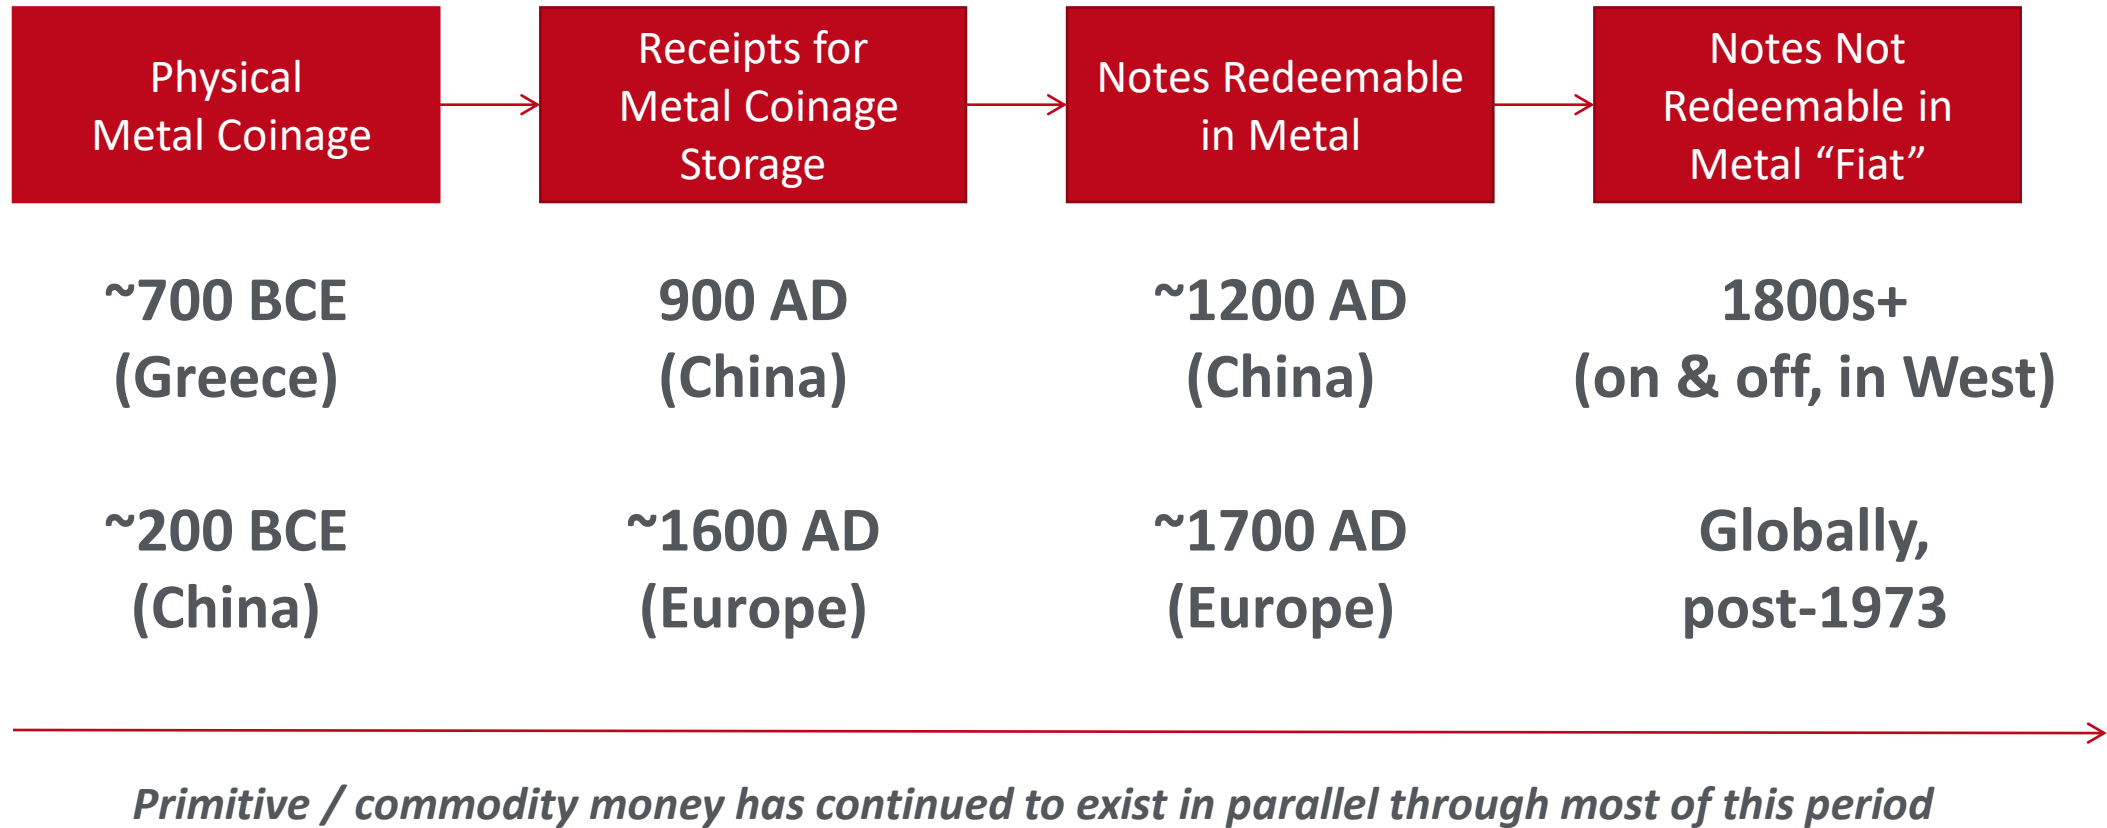 Physical
Metal Coinage
Receipts for
Metal Coinage
Storage
Notes Redeemable
in Metal
Notes Not
Redeemable in
Metal “Fiat”
~700 BCE
(Greece)
900 AD
(China)
~1200 AD
(China)
1800s+
(on & off, in West)
~200 BCE
(China)
~1600 AD
(Europe)
~1700 AD
(Europe)
Globally,
post-1973
Primitive / commodity money has continued to exist in parallel through most of this period